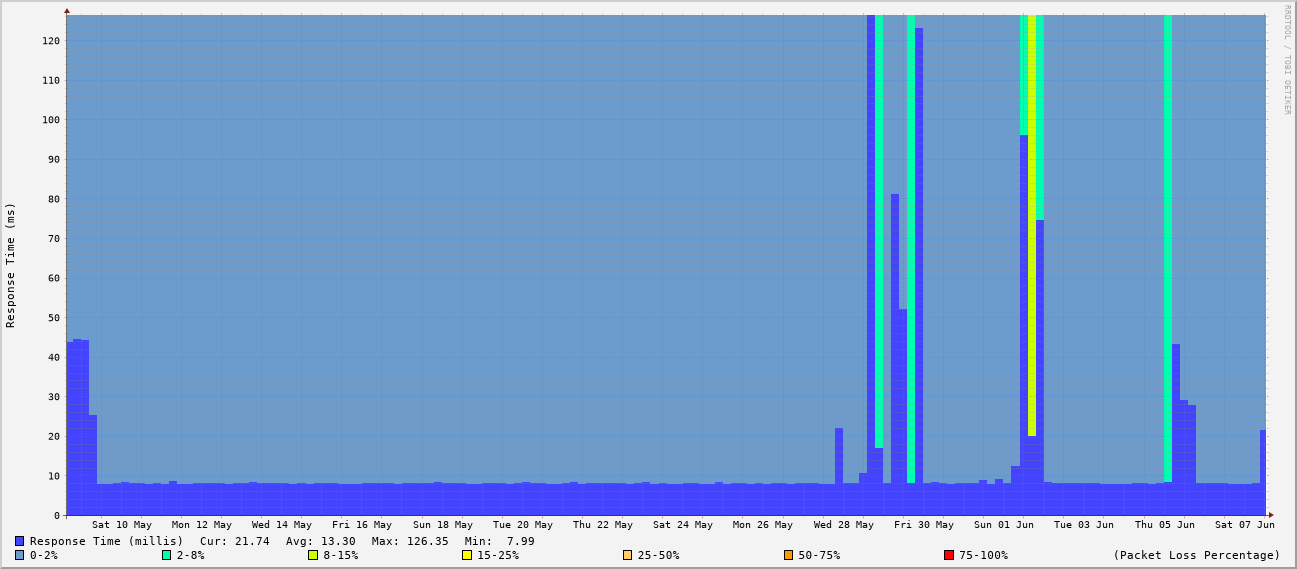 RRDTOOL / TOBI OETIKER
Response Time (ms)
120
110
100
90
80
70
60
50
40
30
20
10
0
Sat 10 May Mon 12 May Wed 14 May Fri 16 May Sun 18 May Tue 20 May Thu 22 May Sat 24 May Mon 26 May Wed 28 May Fri 30 May Sun 01 Jun Tue 03 Jun Thu 05 Jun Sat 07 Jun
Response Time (millis) Cur: 21.74 Avg: 13.30 Max: 126.35 Min: 7.99
0-2% 2-8% 8-15% 15-25% 25-50% 50-75% 75-100% (Packet Loss Percentage)